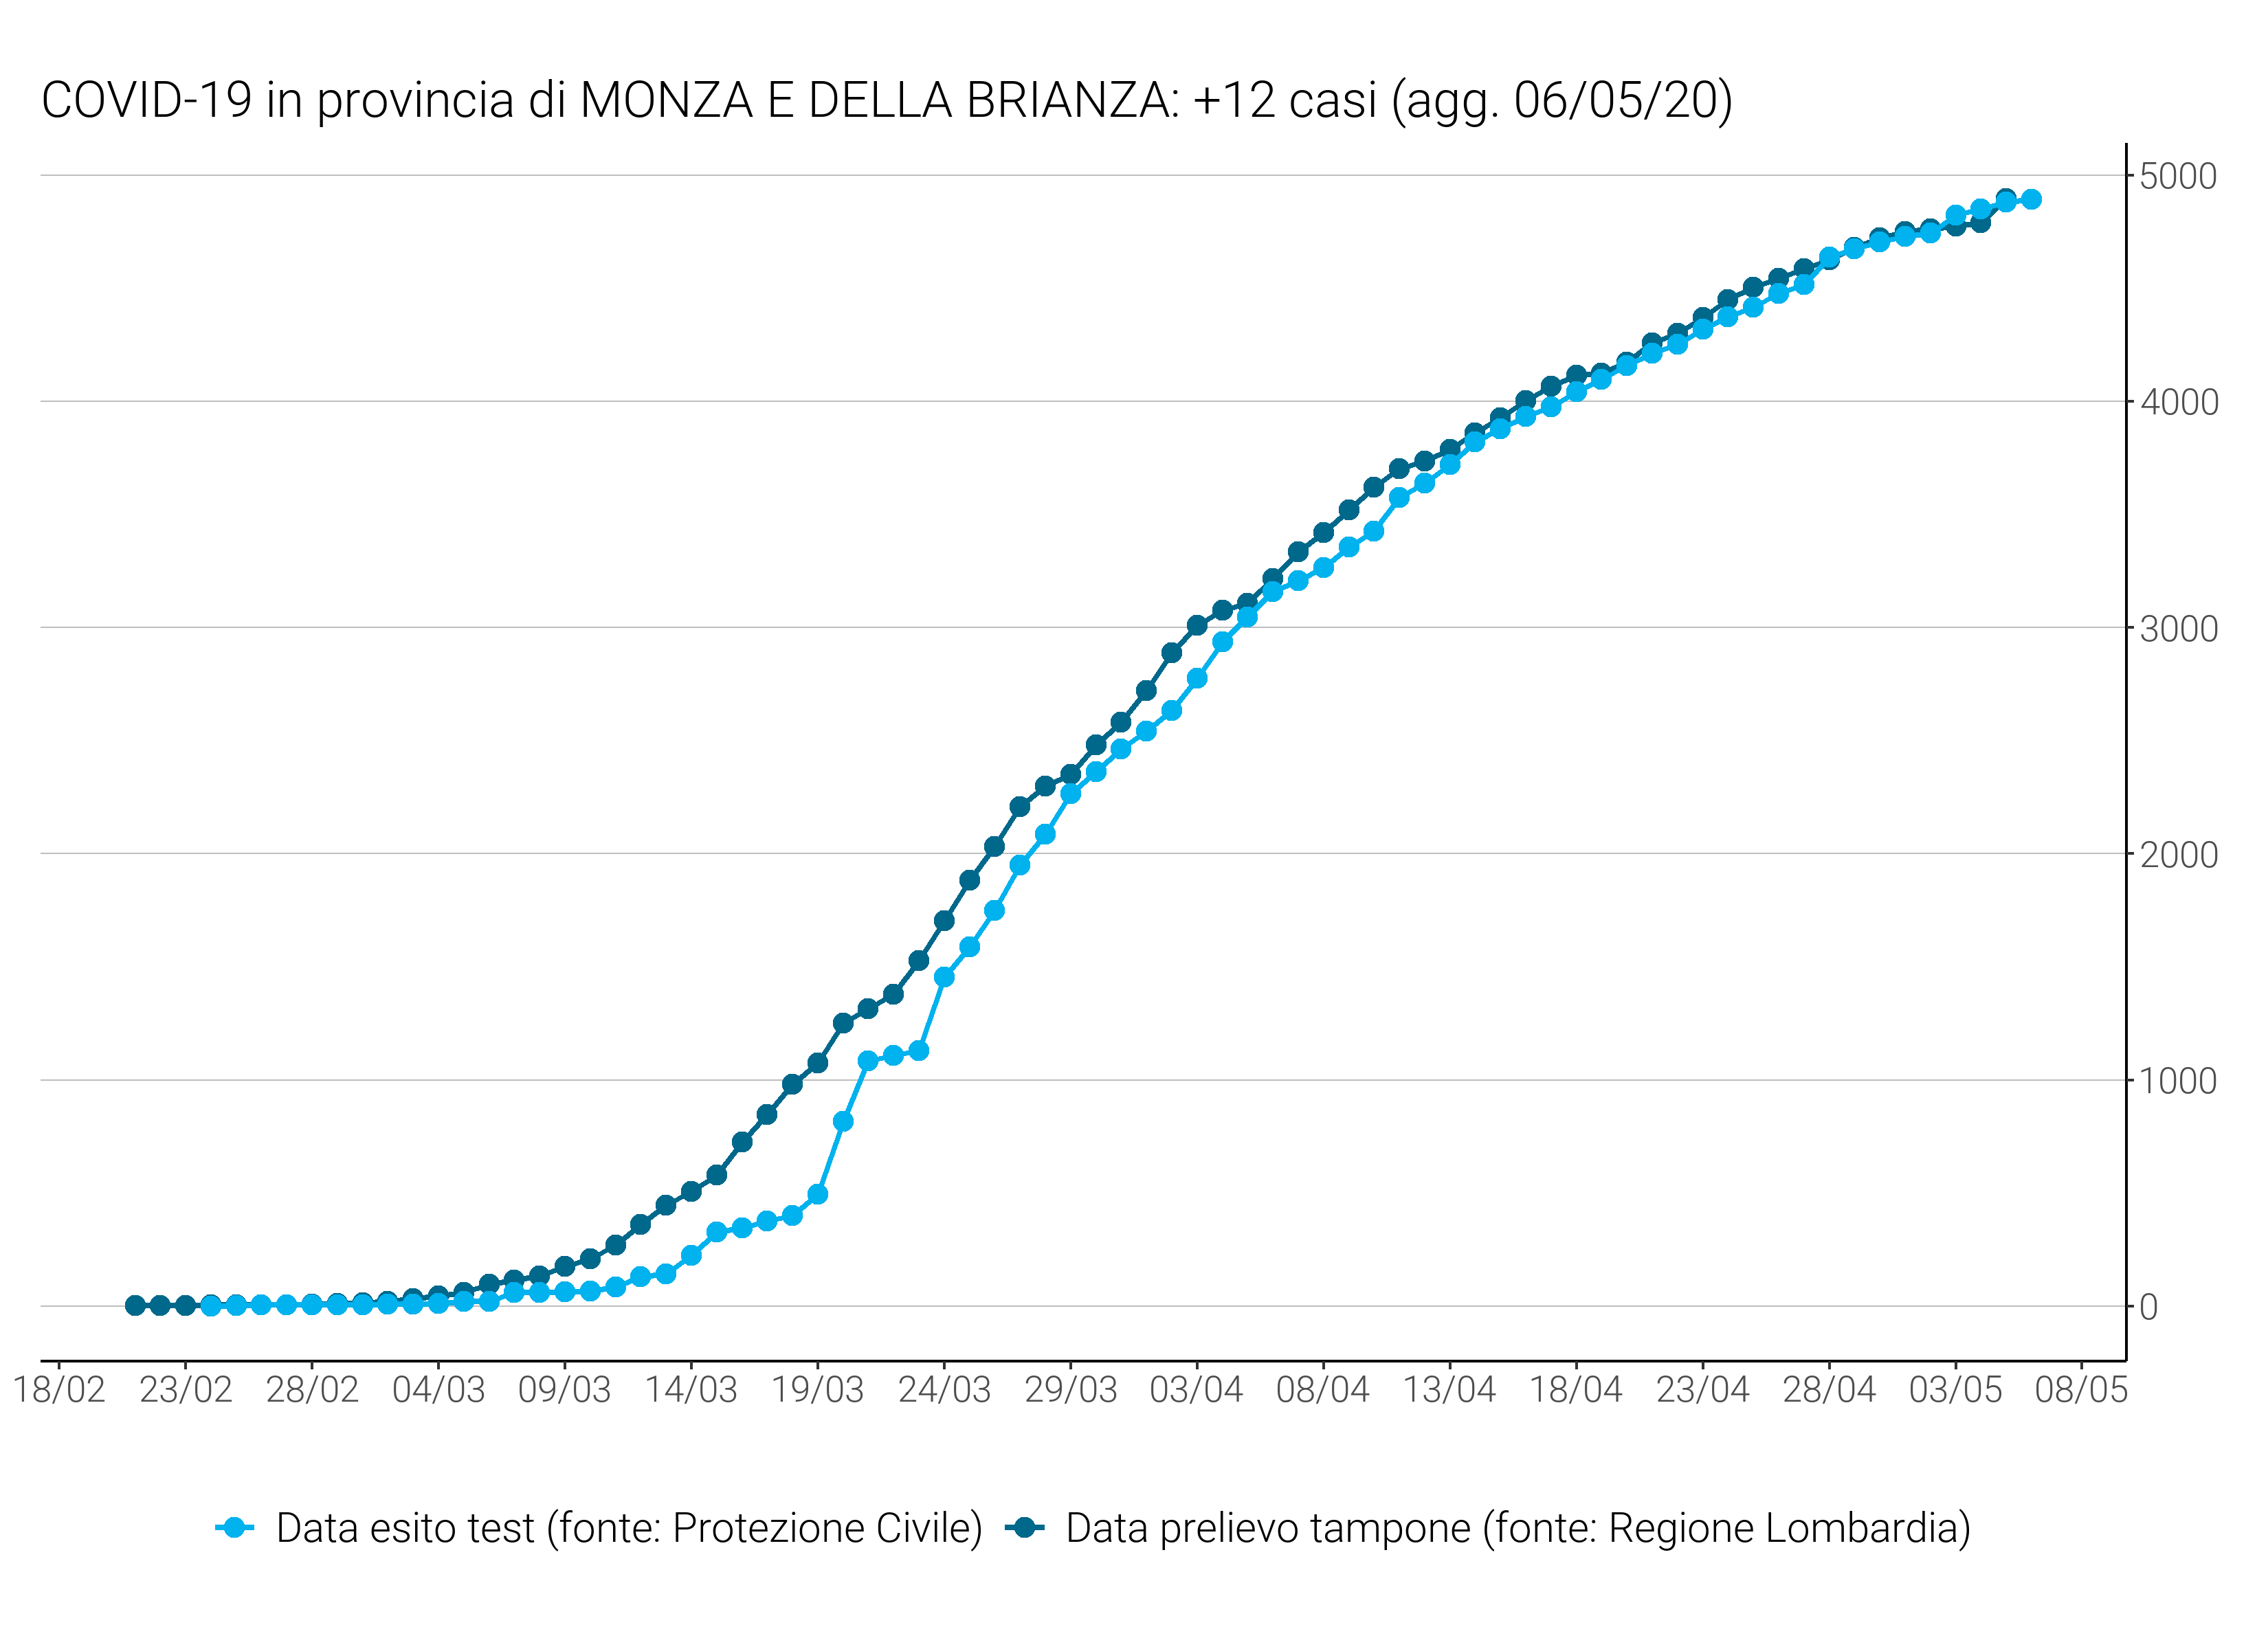 COVID-19 in provincia di MONZA E DELLA BRIANZA: +12 casi (agg. 06/05/20)
5000
4000
3000
2000
1000
0
18/02 23/02 28/02 04/03 09/03 14/03 19/03 24/03 29/03 03/04 08/04 13/04 18/04 23/04 28/04 03/05 08/05
Data esito test (fonte: Protezione Civile) Data prelievo tampone (fonte: Regione Lombardia)